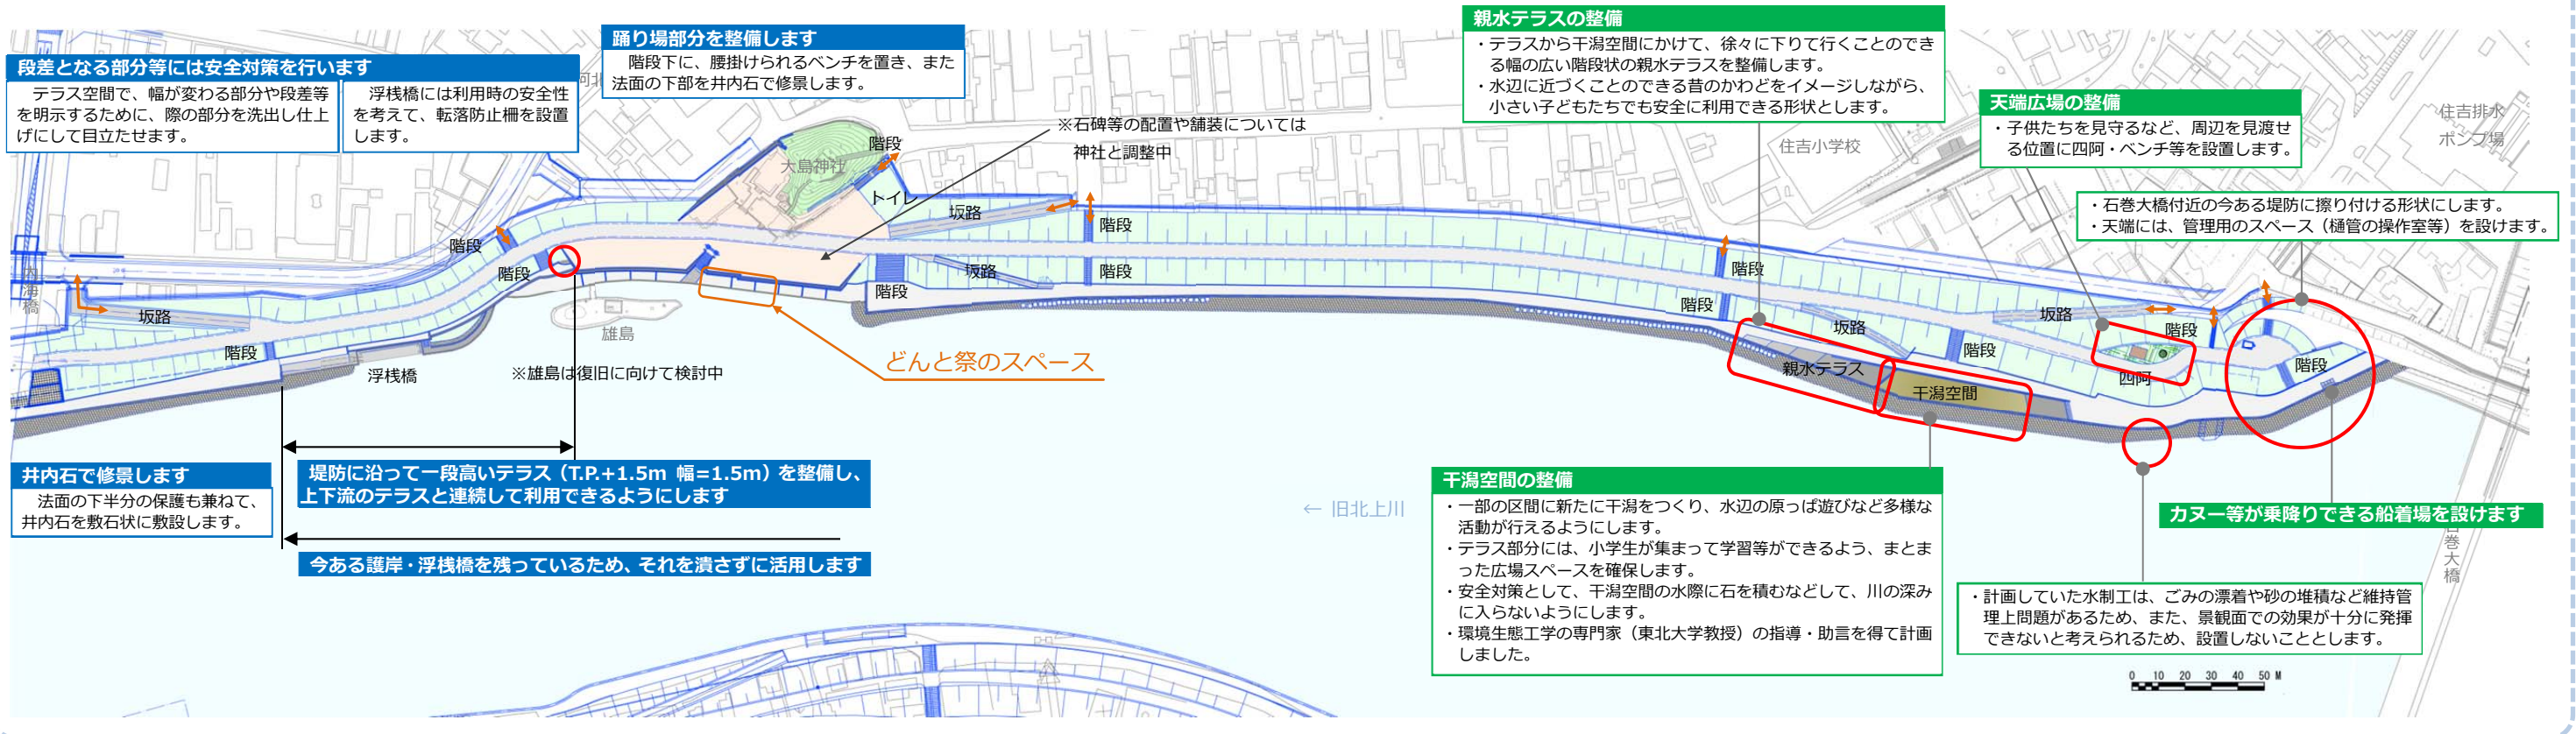 段差となる部分等には安全対策を行います
テラス空間で、幅が変わる部分や段差等
を明示するために、際の部分を洗出し仕上
げにして目立たせます。
浮桟橋には利用時の安全性
を考えて、転落防止柵を設置
します。
踊り場部分を整備します
階段下に、腰掛けられるベンチを置き、また
法面の下部を井内石で修景します。
※石碑等の配置や舗装については
神社と調整中
親水テラスの整備
・テラスから干潟空間にかけて、徐々に下りて行くことのでき
る幅の広い階段状の親水テラスを整備します。
・水辺に近づくことのできる昔のかわどをイメージしながら、
小さい子どもたちでも安全に利用できる形状とします。
天端広場の整備
・子供たちを見守るなど、周辺を見渡せ
る位置に四阿・ベンチ等を設置します。
・石巻大橋付近の今ある堤防に擦り付ける形状にします。
・天端には、管理用のスペース（樋管の操作室等）を設けます。
住吉排水
ポンプ場
住吉小学校
大島神社
階段
トイレ
坂路
階段
階段
階段
坂路
階段
階段
階段
階段
坂路
階段
坂路
階段
階段
坂路
階段
浮桟橋
雄島
※雄島は復旧に向けて検討中
どんと祭のスペース
親水テラス
干潟空間
四阿
井内石で修景します
法面の下半分の保護も兼ねて、
井内石を敷石状に敷設します。
堤防に沿って一段高いテラス（T.P.+1.5m 幅=1.5m）を整備し、
上下流のテラスと連続して利用できるようにします
今ある護岸・浮桟橋を残っているため、それを潰さずに活用します
← 旧北上川
干潟空間の整備
・一部の区間に新たに干潟をつくり、水辺の原っぱ遊びなど多様な
活動が行えるようにします。
・テラス部分には、小学生が集まって学習等ができるよう、まとま
った広場スペースを確保します。
・安全対策として、干潟空間の水際に石を積むなどして、川の深み
に入らないようにします。
・環境生態工学の専門家（東北大学教授）の指導・助言を得て計画
しました。
カヌー等が乗降りできる船着場を設けます
巻大橋
・計画していた水制工は、ごみの漂着や砂の堆積など維持管
理上問題があるため、また、景観面での効果が十分に発揮
できないと考えられるため、設置しないこととします。
0 10 20 30 40 50 M